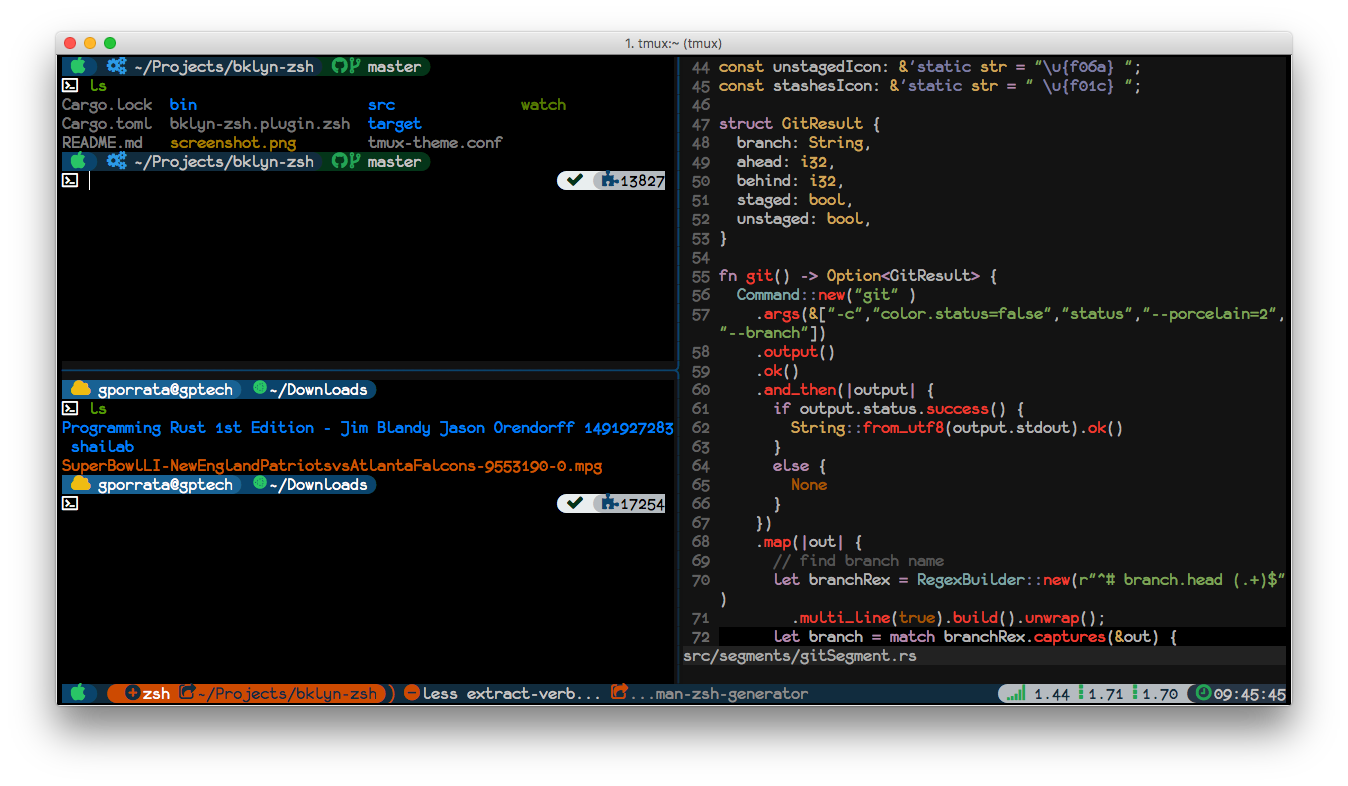 1. tmux:~ (tmux)
~/Projects/bklyn-zsh master
ls
Cargo.lock bin src watch
Cargo.toml bklyn-zsh.plugin.zsh target
README.md screenshot.png tmux-theme.conf
~/Projects/bklyn-zsh master
13827
gporrata@gptech ~/Downloads
ls
Programming Rust 1st Edition - Jim Blandy Jason Orendorff 1491927283
shailab
SuperBowlLI-NewEnglandPatriotsvsAtlantaFalcons-9553190-0.mpg
gporrata@gptech ~/Downloads
17254
44 const unstagedIcon: &'static str = "\u{f06a} ";
45 const stashesIcon: &'static str = " \u{f01c} ";
46
47 struct GitResult {
48   branch: String,
49   ahead: i32,
50   behind: i32,
51   staged: bool,
52   unstaged: bool,
53 }
54
55 fn git() -> Option<GitResult> {
56   Command::new("git" )
57     .args(&["-c","color.status=false","status","--porcelain=2",
"--branch"])
58     .output()
59     .ok()
60     .and_then(|output| {
61       if output.status.success() {
62         String::from_utf8(output.stdout).ok()
63       }
64       else {
65         None
66       }
67     })
68     .map(|out| {
69       // find branch name
70       let branchRex = RegexBuilder::new(r"^# branch.head (.+)$"
)
71         .multi_line(true).build().unwrap();
72       let branch = match branchRex.captures(&out) {
src/segments/gitSegment.rs
zsh ~/Projects/bklyn-zsh ) less extract-verb... ...man-zsh-generator 1.44 1.71 1.70 09:45:45